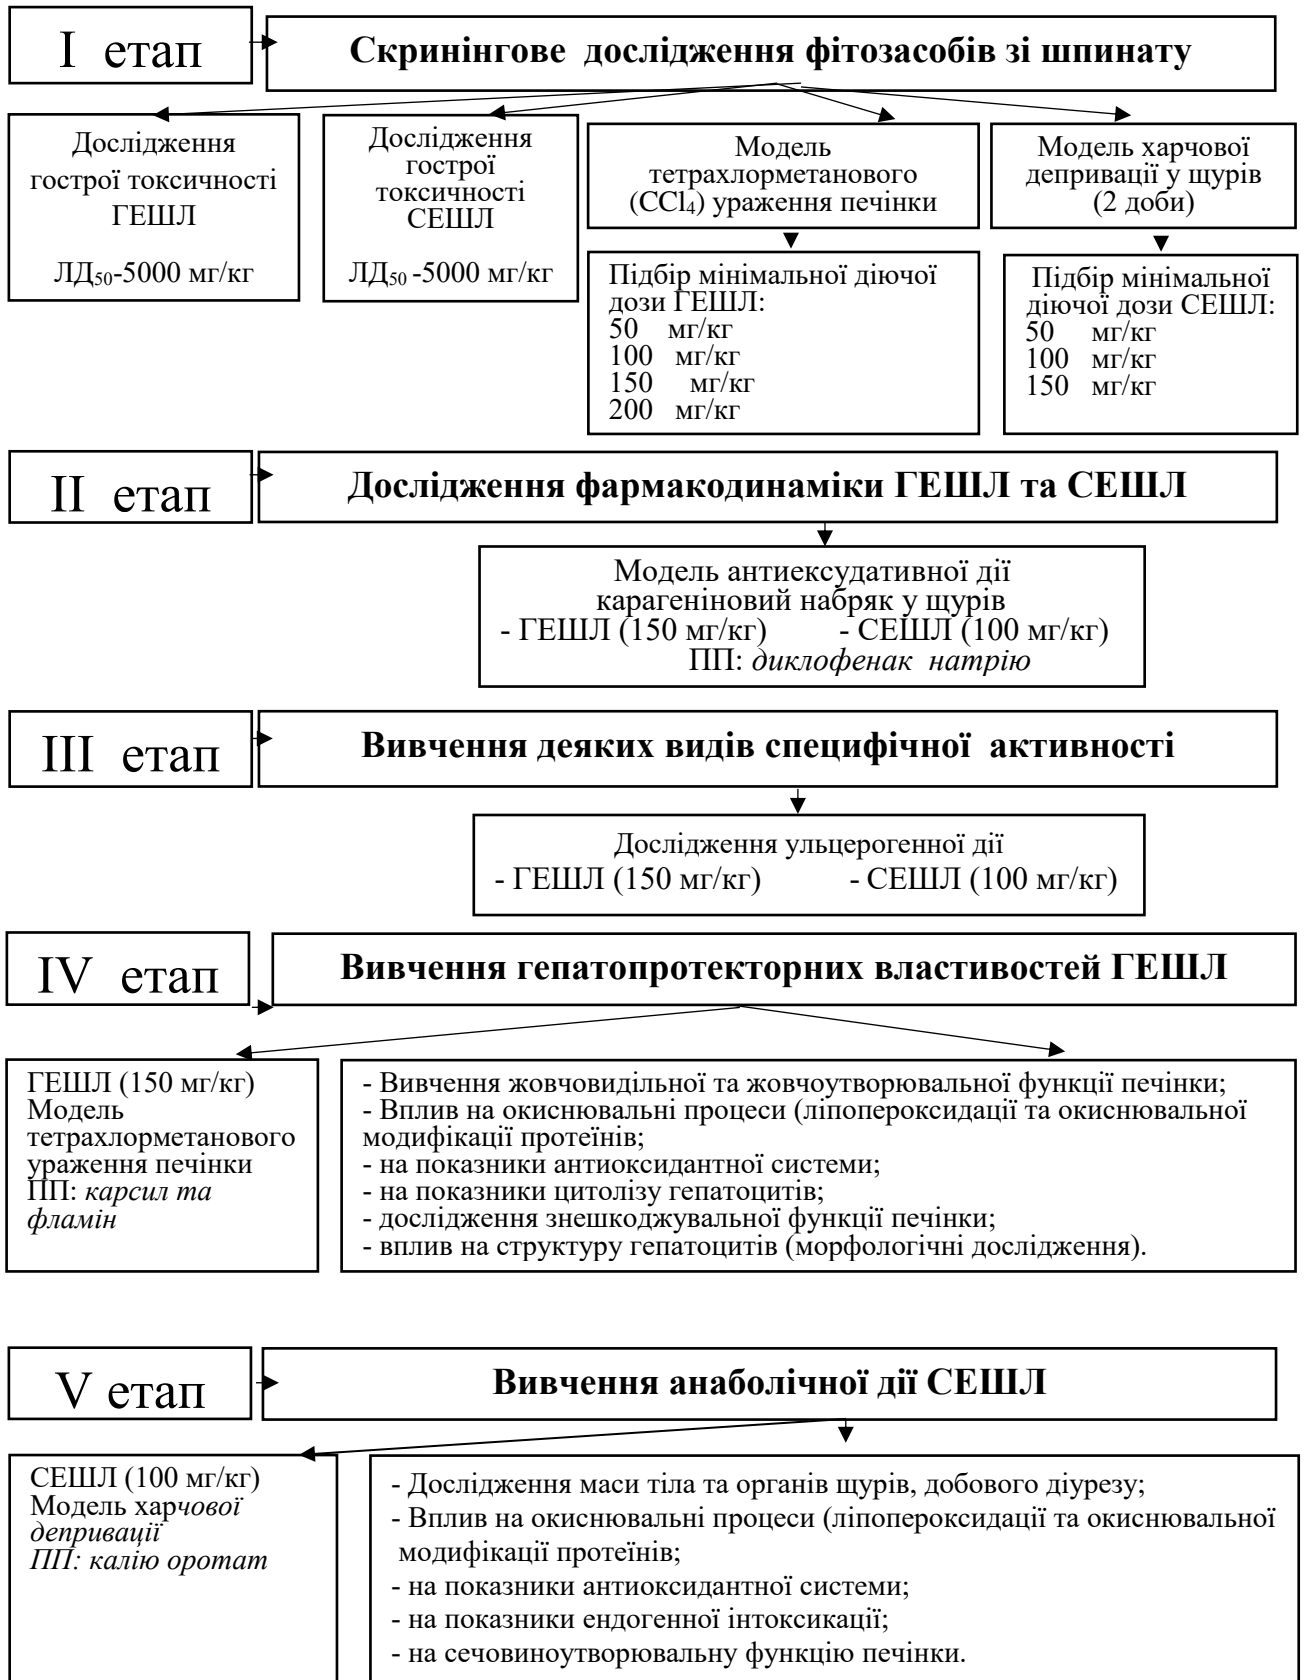 I етап
Скринінгове дослідження фітозасобів зі шпинату
Дослідження
гострої токсичності
ГЕШЛ
ЛД₅₀-5000 мг/кг
Дослідження
гострої
токсичності
СЕШЛ
ЛД₅₀ -5000 мг/кг
Модель
тетрахлорметанового
(CCl₄) ураження печінки
Модель харчової
депривації у щурів
(2 доби)
Підбір мінімальної діючої
дози ГЕШЛ:
50 мг/кг
100 мг/кг
150 мг/кг
200 мг/кг
Підбір мінімальної
діючої дози СЕШЛ:
50 мг/кг
100 мг/кг
150 мг/кг
II етап
Дослідження фармакодинаміки ГЕШЛ та СЕШЛ
Модель антиексудативної дії
карагеніновий набряк у щурів
- ГЕШЛ (150 мг/кг) - СЕШЛ (100 мг/кг)
ПП: диклофенак натрію
III етап
Вивчення деяких видів специфічної активності
Дослідження ульцерогенної дії
- ГЕШЛ (150 мг/кг) - СЕШЛ (100 мг/кг)
IV етап
Вивчення гепатопротекторних властивостей ГЕШЛ
ГЕШЛ (150 мг/кг)
Модель
тетрахлорметанового
ураження печінки
ПП: карсил та
фламін
- Вивчення жовчовидільної та жовчоутворювальної функції печінки;
- Вплив на окиснювальні процеси (ліпопероксидації та окиснювальної
модифікації протеїнів;
- на показники антиоксидантної системи;
- на показники цитолізу гепатоцитів;
- дослідження знешкоджувальної функції печінки;
- вплив на структуру гепатоцитів (морфологічні дослідження).
V етап
Вивчення анаболічної дії СЕШЛ
СЕШЛ (100 мг/кг)
Модель харчової
депривації
ПП: калію оротат
- Дослідження маси тіла та органів щурів, добового діурезу;
- Вплив на окиснювальні процеси (ліпопероксидації та окиснювальної
модифікації протеїнів;
- на показники антиоксидантної системи;
- на показники ендогенної інтоксикації;
- на сечовиноутворювальну функцію печінки.